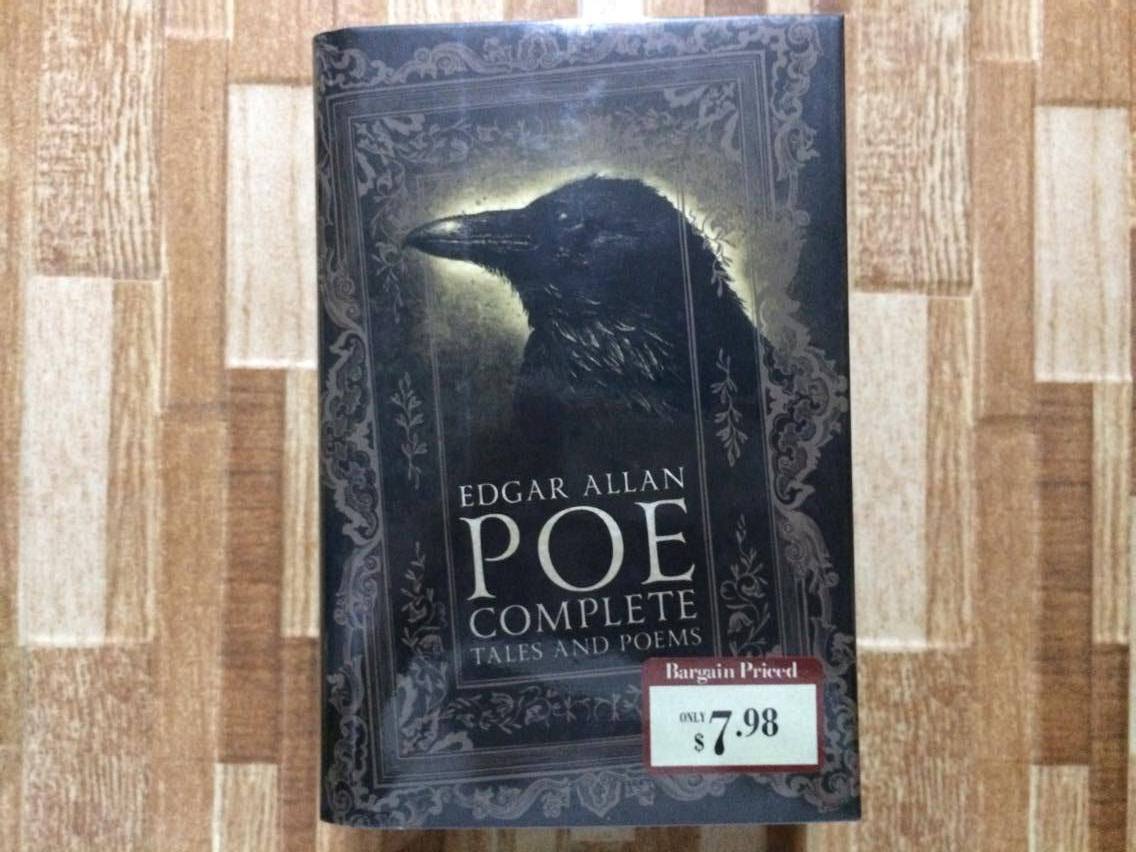 EDGAR ALLAN
POE
COMPLETE
TALES AND POEMS
Bargain Priced
ONLY
$7.98